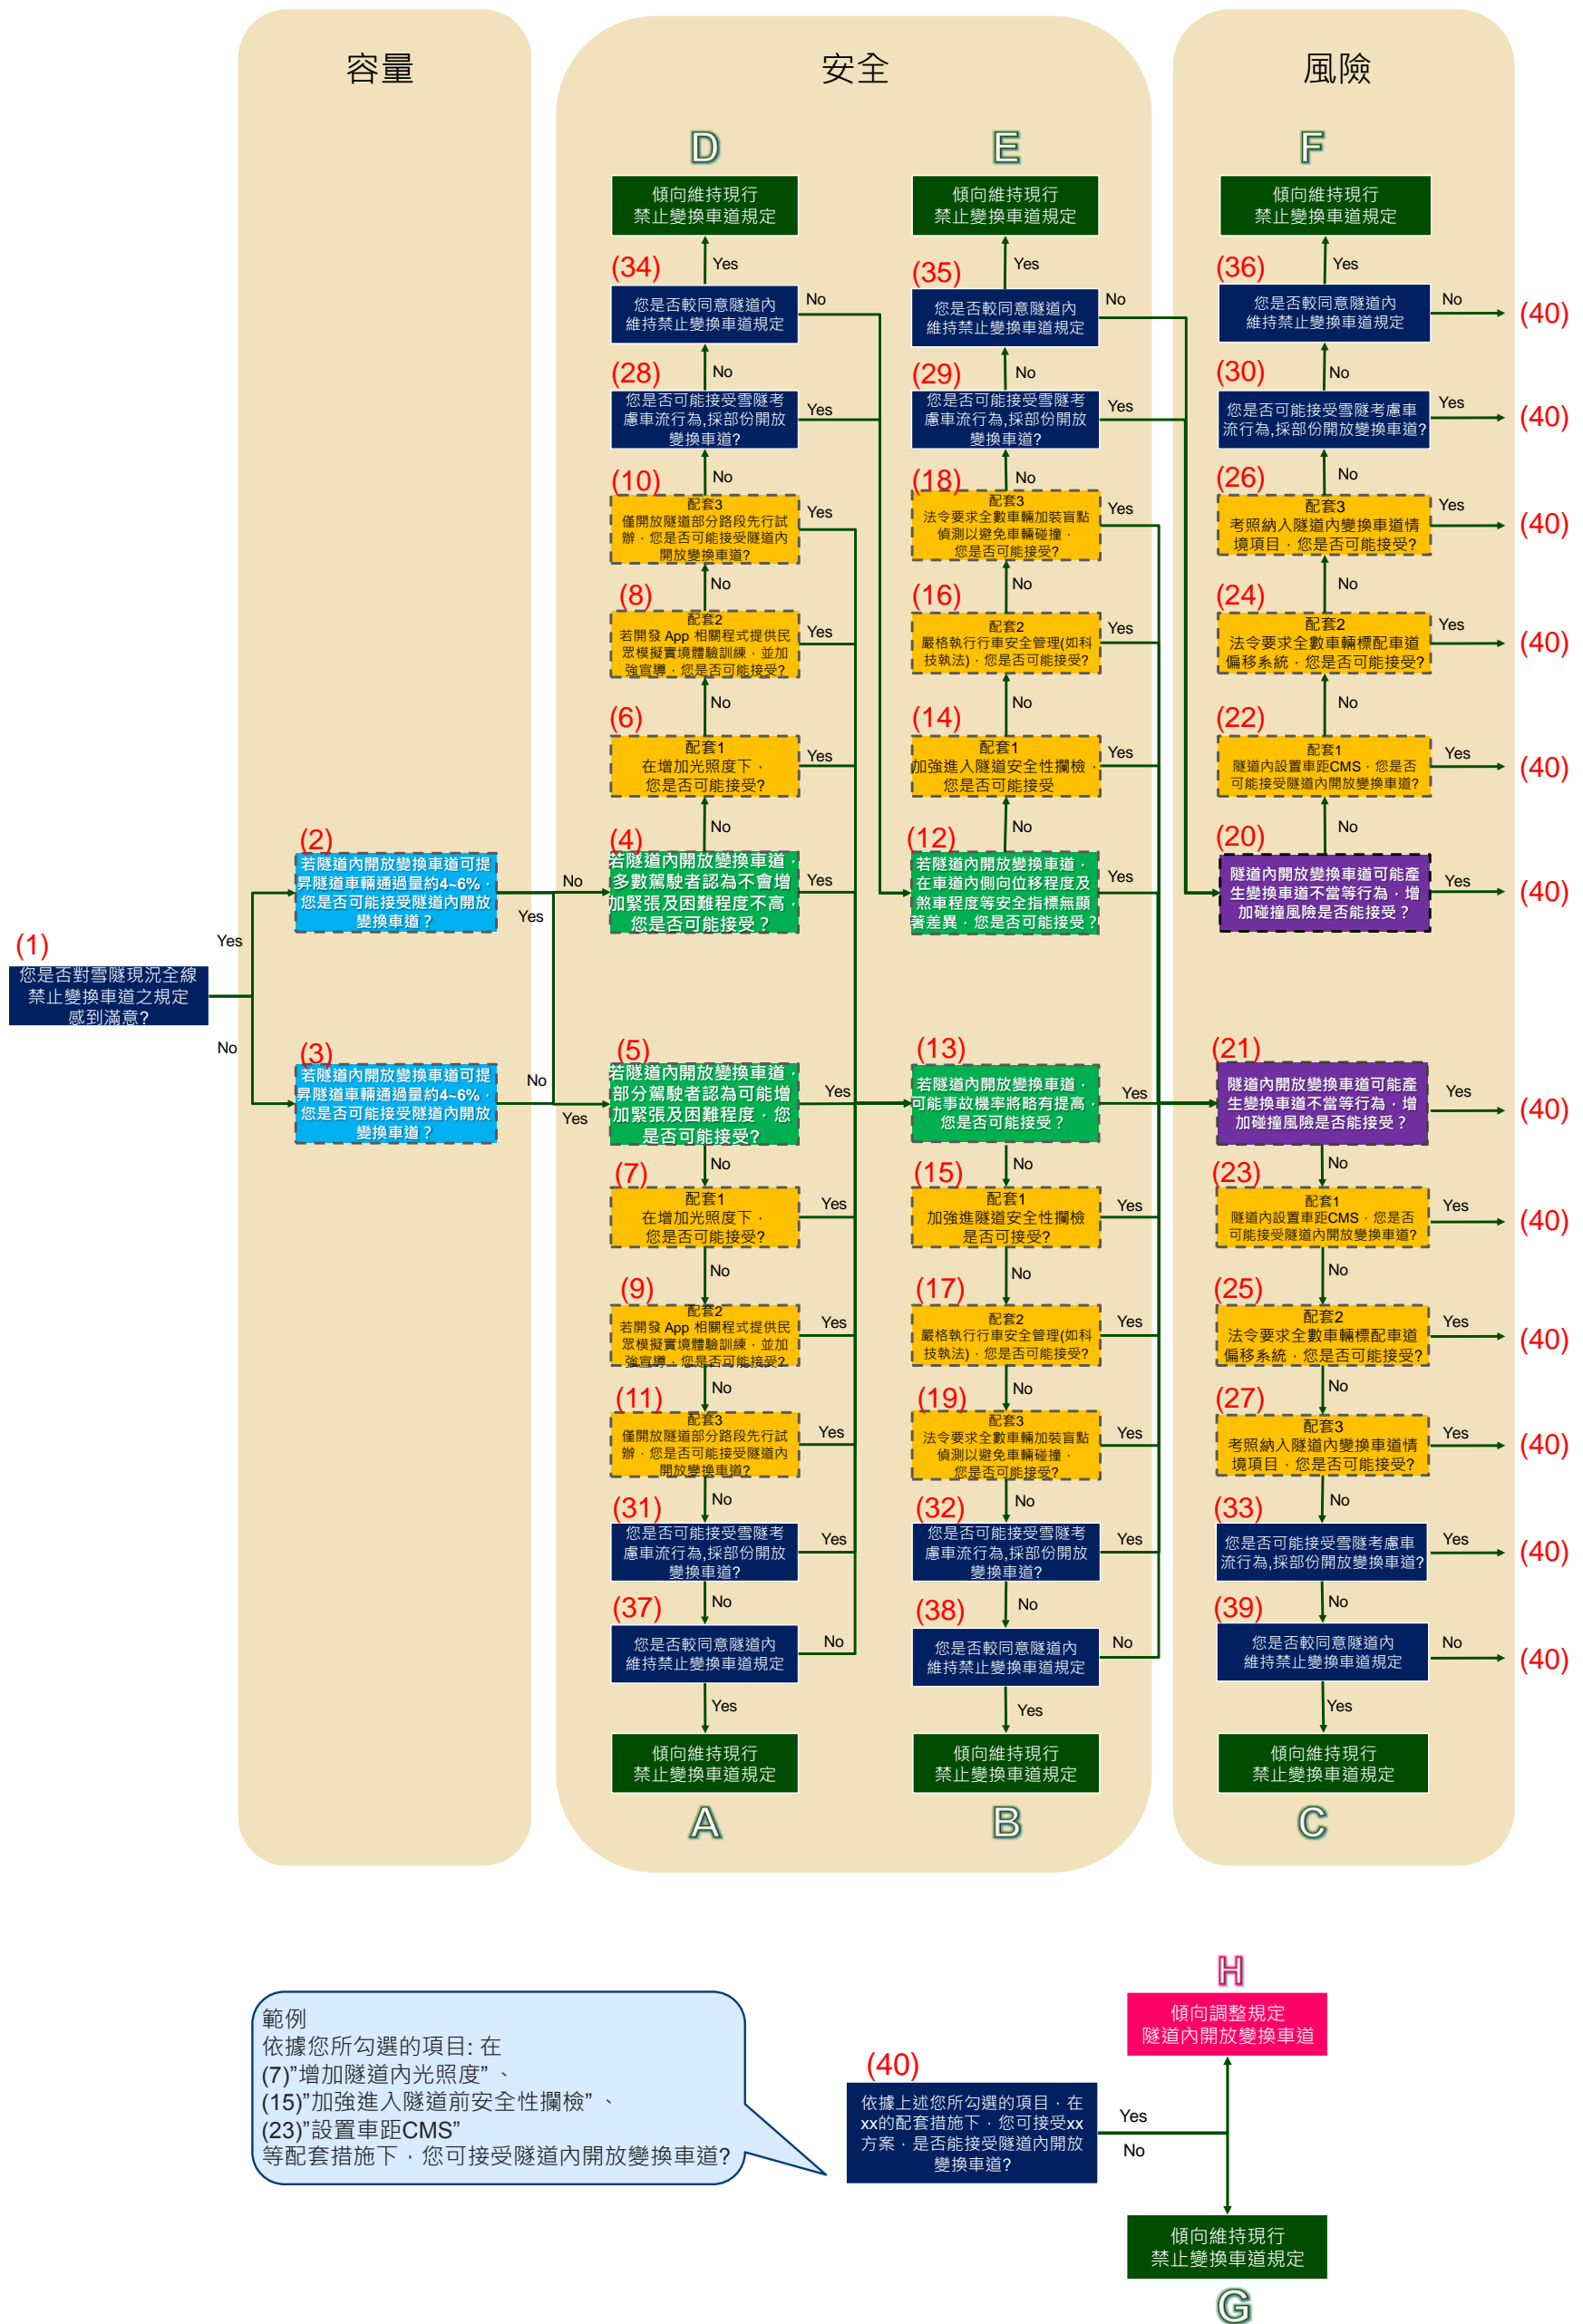 容量
安全
風險
D
E
F
傾向維持現行
禁止變換車道規定
傾向維持現行
禁止變換車道規定
傾向維持現行
禁止變換車道規定
Yes
Yes
Yes
(34)
您是否較同意隧道內
維持禁止變換車道規定
No
(35)
您是否較同意隧道內
維持禁止變換車道規定
No
(36)
您是否較同意隧道內
維持禁止變換車道規定
No
(40)
No
No
No
(28)
您是否可能接受雪隧考
慮車流行為,採部份開放
變換車道?
Yes
(29)
您是否可能接受雪隧考
慮車流行為,採部份開放
變換車道?
Yes
(30)
您是否可能接受雪隧考慮車
流行為,採部份開放變換車道?
Yes
(40)
No
No
No
(10)
配套3
僅開放隧道部分路段先行試
辦，您是否可能接受隧道內
開放變換車道?
Yes
(18)
配套3
法令要求全數車輛加裝盲點
偵測以避免車輛碰撞，
您是否可能接受?
Yes
(26)
配套3
考照納入隧道內變換車道情
境項目，您是否可能接受?
Yes
(40)
No
No
No
(8)
配套2
若開發 App 相關程式提供民
眾模擬實境體驗訓練，並加
強宣導，您是否可能接受?
Yes
(16)
配套2
嚴格執行行車安全管理(如科
技執法)，您是否可能接受?
Yes
(24)
配套2
法令要求全數車輛標配車道
偏移系統，您是否可能接受?
Yes
(40)
No
No
No
(6)
配套1
在增加光照度下，
您是否可能接受?
Yes
(14)
配套1
加強進入隧道安全性攔檢，
您是否可能接受
Yes
(22)
配套1
隧道內設置車距CMS，您是否
可能接受隧道內開放變換車道?
Yes
(40)
No
No
No
(2)
若隧道內開放變換車道可提
昇隧道車輛通過量約4~6%，
您是否可能接受隧道內開放
變換車道？
No
Yes
(4)
若隧道內開放變換車道，
多數駕駛者認為不會增
加緊張及困難程度不高，
您是否可能接受？
Yes
(12)
若隧道內開放變換車道，
在車道內側向位移程度及
煞車程度等安全指標無顯
著差異，您是否可能接受？
Yes
(20)
隧道內開放變換車道可能產
生變換車道不當等行為，增
加碰撞風險是否能接受？
Yes
(40)
(1)
您是否對雪隧現況全線
禁止變換車道之規定
感到滿意?
Yes
No
(3)
若隧道內開放變換車道可提
昇隧道車輛通過量約4~6%，
您是否可能接受隧道內開放
變換車道？
No
Yes
(5)
若隧道內開放變換車道，
部分駕駛者認為可能增
加緊張及困難程度，您
是否可能接受?
Yes
(13)
若隧道內開放變換車道，
可能事故機率將略有提高，
您是否可能接受？
Yes
(21)
隧道內開放變換車道可能產
生變換車道不當等行為，增
加碰撞風險是否能接受？
Yes
(40)
No
No
No
(7)
配套1
在增加光照度下，
您是否可能接受?
Yes
(15)
配套1
加強進隧道安全性攔檢
是否可接受?
Yes
(23)
配套1
隧道內設置車距CMS，您是否
可能接受隧道內開放變換車道?
Yes
(40)
No
No
No
(9)
配套2
若開發 App 相關程式提供民
眾模擬實境體驗訓練，並加
強宣導，您是否可能接受?
Yes
(17)
配套2
嚴格執行行車安全管理(如科
技執法)，您是否可能接受?
Yes
(25)
配套2
法令要求全數車輛標配車道
偏移系統，您是否可能接受?
Yes
(40)
No
No
No
(11)
配套3
僅開放隧道部分路段先行試
辦，您是否可能接受隧道內
開放變換車道?
Yes
(19)
配套3
法令要求全數車輛加裝盲點
偵測以避免車輛碰撞，
您是否可能接受?
Yes
(27)
配套3
考照納入隧道內變換車道情
境項目，您是否可能接受?
Yes
(40)
No
No
No
(31)
您是否可能接受雪隧考
慮車流行為,採部份開放
變換車道?
Yes
(32)
您是否可能接受雪隧考
慮車流行為,採部份開放
變換車道?
Yes
(33)
您是否可能接受雪隧考慮車
流行為,採部份開放變換車道?
Yes
(40)
No
No
No
(37)
您是否較同意隧道內
維持禁止變換車道規定
No
(38)
您是否較同意隧道內
維持禁止變換車道規定
No
(39)
您是否較同意隧道內
維持禁止變換車道規定
No
(40)
Yes
Yes
Yes
傾向維持現行
禁止變換車道規定
傾向維持現行
禁止變換車道規定
傾向維持現行
禁止變換車道規定
A
B
C
範例
依據您所勾選的項目: 在
(7)”增加隧道內光照度” 、
(15)”加強進入隧道前安全性攔檢” 、
(23)”設置車距CMS”
等配套措施下，您可接受隧道內開放變換車道?
H
傾向調整規定
隧道內開放變換車道
(40)
依據上述您所勾選的項目，在
xx的配套措施下，您可接受xx
方案，是否能接受隧道內開放
變換車道?
Yes
No
傾向維持現行
禁止變換車道規定
G